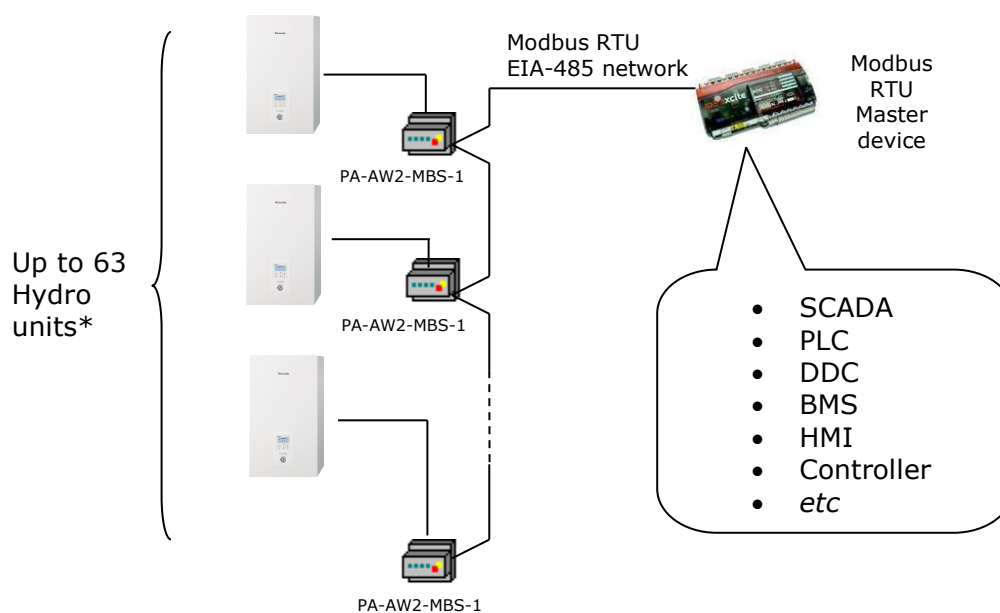 Modbus RTU
EIA-485 network
Modbus
RTU
Master
device
PA-AW2-MBS-1
PA-AW2-MBS-1
Up to 63
Hydro
units*
PA-AW2-MBS-1
• SCADA
• PLC
• DDC
• BMS
• HMI
• Controller
• etc